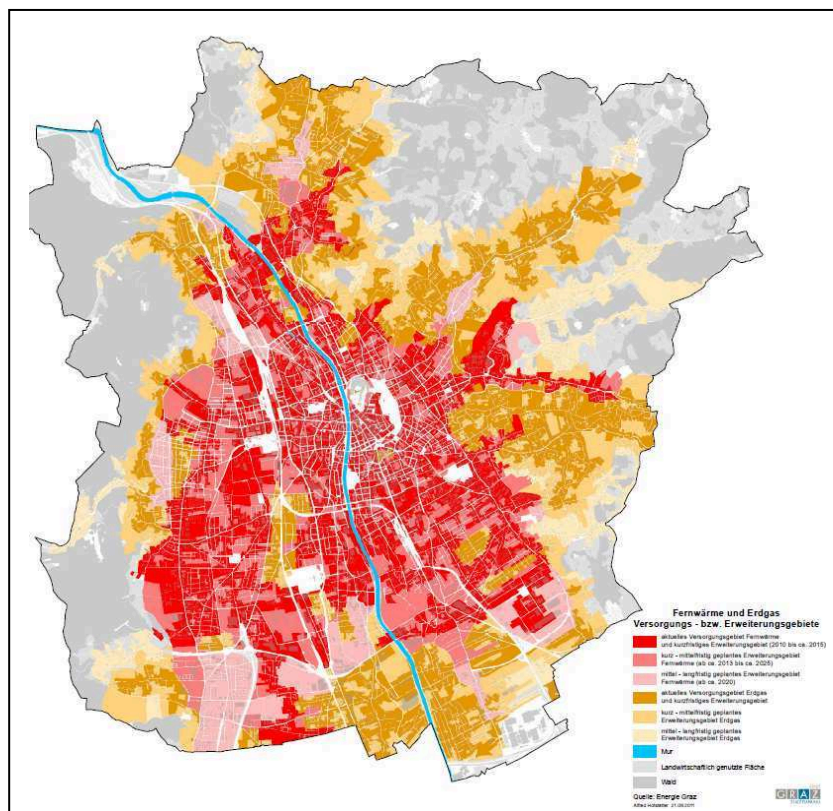 Fernwärme und Erdgas
Versorgungs - bzw. Erweiterungsgebiete
aktuelles Versorgungsgebiet Fernwärme
und kurzfristiges Erweiterungsgebiet (2010 bis ca. 2015)
kurz - mittelfristig geplantes Erweiterungsgebiet
Fernwärme (ab ca. 2013 bis ca. 2025)
mittel - langfristig geplantes Erweiterungsgebiet
Fernwärme (ab ca. 2020)
aktuelles Versorgungsgebiet Erdgas
und kurzfristiges Erweiterungsgebiet
kurz - mittelfristig geplantes
Erweiterungsgebiet Erdgas
mittel - langfristig geplantes
Erweiterungsgebiet Erdgas
Mur
Landwirtschaftlich genutzte Fläche
Wald
Quelle: Energie Graz
GRAZ